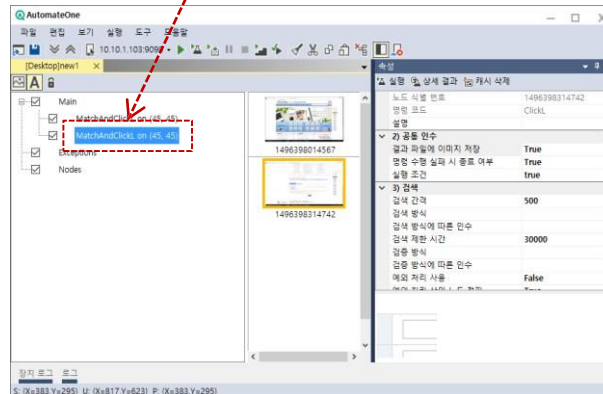 AutomateOne
파일 편집 보기 실행 도구 도움말
10.10.1.103:9090
[Desktop]new1
속성
실행 상세 결과 캐시 삭제
Main
MatchAndClickL on (45, 45)
MatchAndClickL on (45, 45)
Exceptions
Nodes
1496398014567
1496398314742
노드 식별 번호 1496398314742
명령 코드 ClickL
설명
2) 공통 인수
결과 파일에 이미지 저장 True
명령 수행 실패 시 종료 여부 True
실행 조건 true
3) 검색
검색 간격 500
검색 방식
검색 방식에 따른 인수
검색 제한 시간 30000
검증 방식
검증 방식에 따른 인수
예외 처리 사용 False
장치 로그 로그
S: (X=383 Y=295) U: (X=817 Y=623) P: (X=383 Y=295)